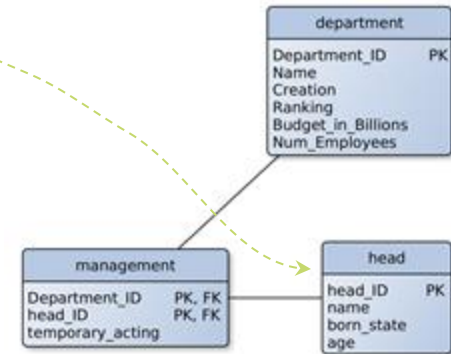 department
Department_ID PK
Name
Creation
Ranking
Budget_in_Billions
Num_Employees
management
Department_ID PK, FK
head_ID PK, FK
temporary_acting
head
head_ID PK
name
born_state
age